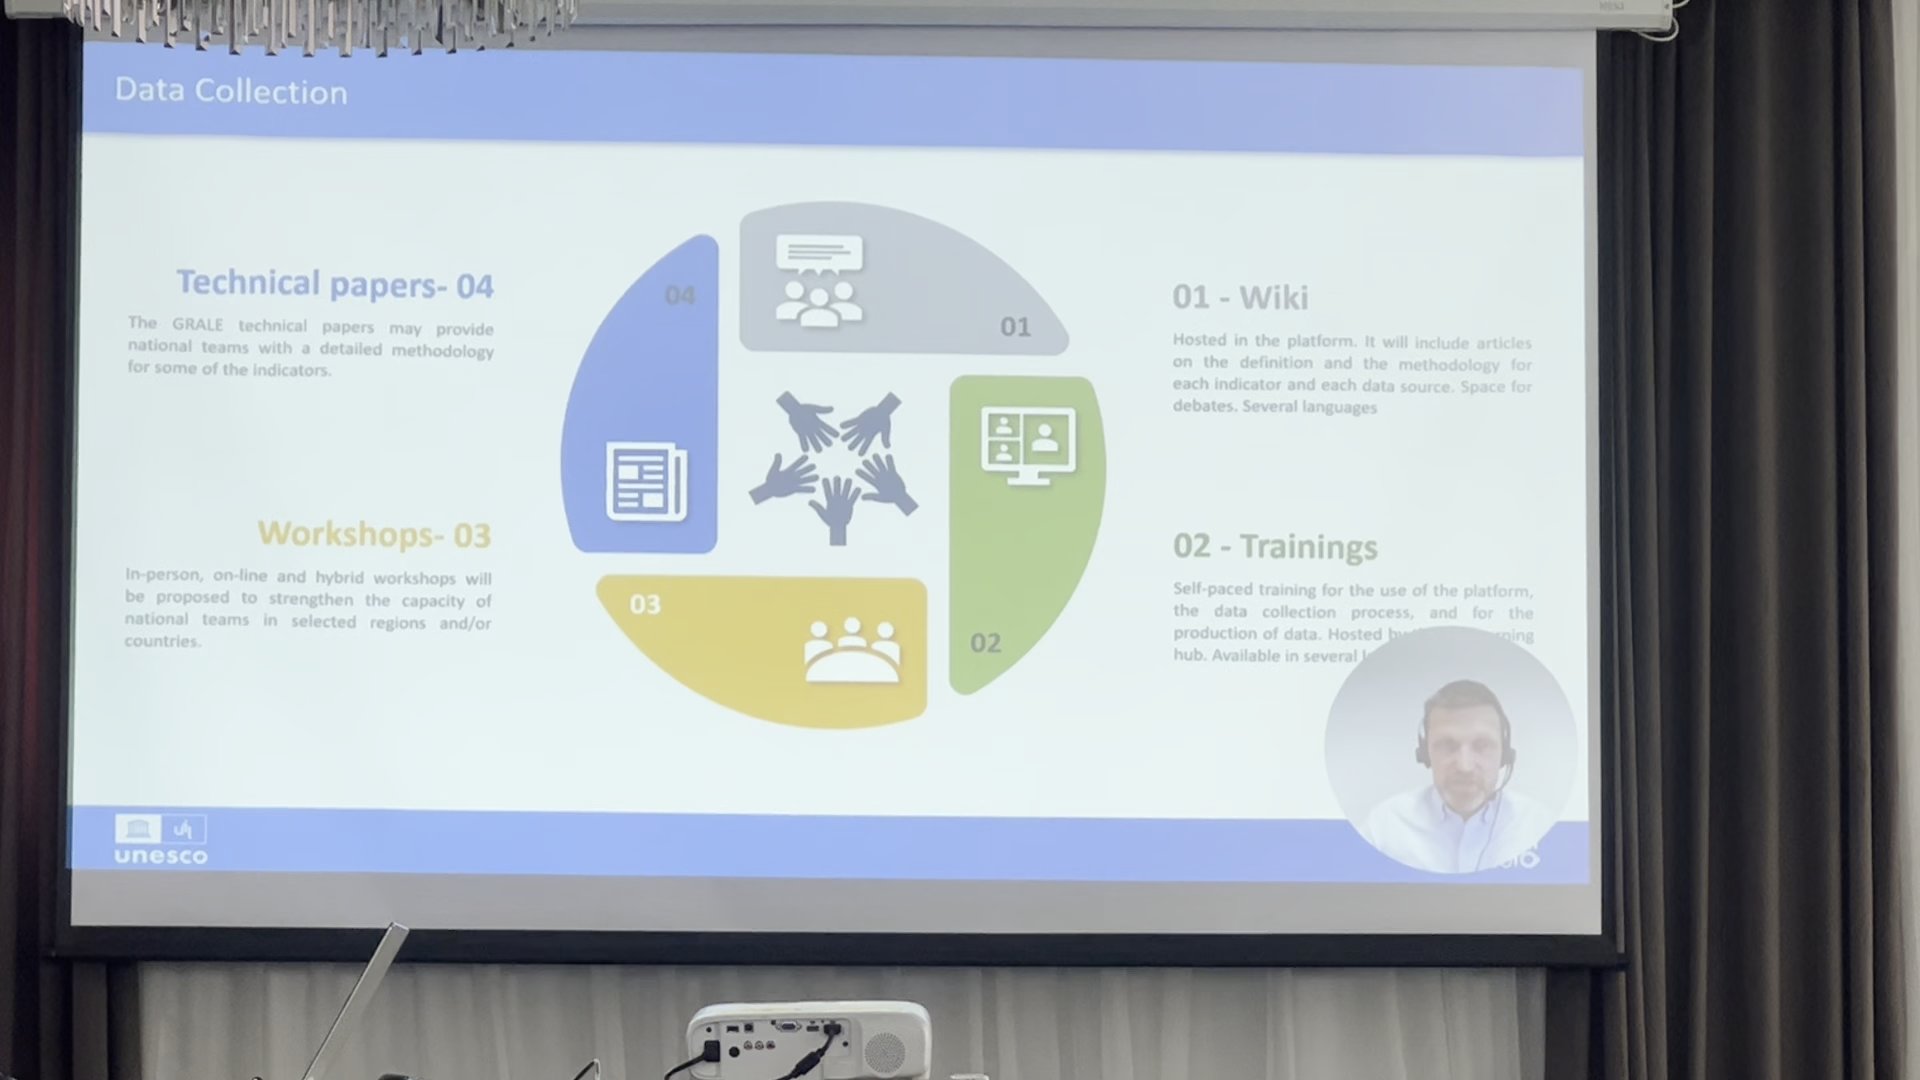 Data Collection
Technical papers- 04
The GRALE technical papers may provide
national teams with a detailed methodology
for some of the indicators.
Workshops- 03
In-person, on-line and hybrid workshops will
be proposed to strengthen the capacity of
national teams in selected regions and/or
countries.
04
01
03
02
01 - Wiki
Hosted in the platform. It will include articles
on the definition and the methodology for
each indicator and each data source. Space for
debates. Several languages
02 - Trainings
Self-paced training for the use of the platform,
the data collection process, and for the
production of data. Hosted
hub. Available in several
unesco